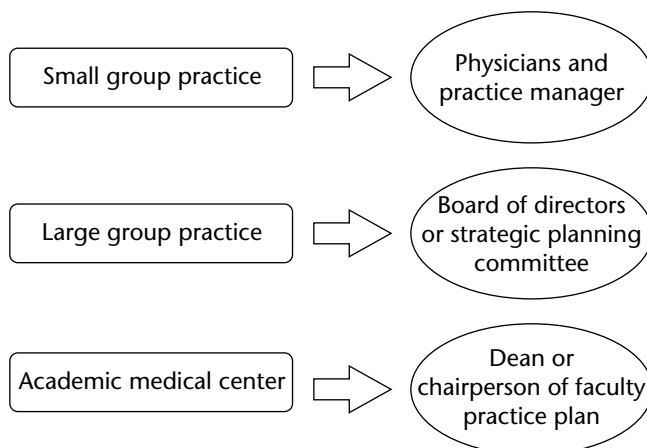 Small group practice
Physicians and
practice manager
Large group practice
Board of directors
or strategic planning
committee
Academic medical center
Dean or
chairperson of faculty
practice plan